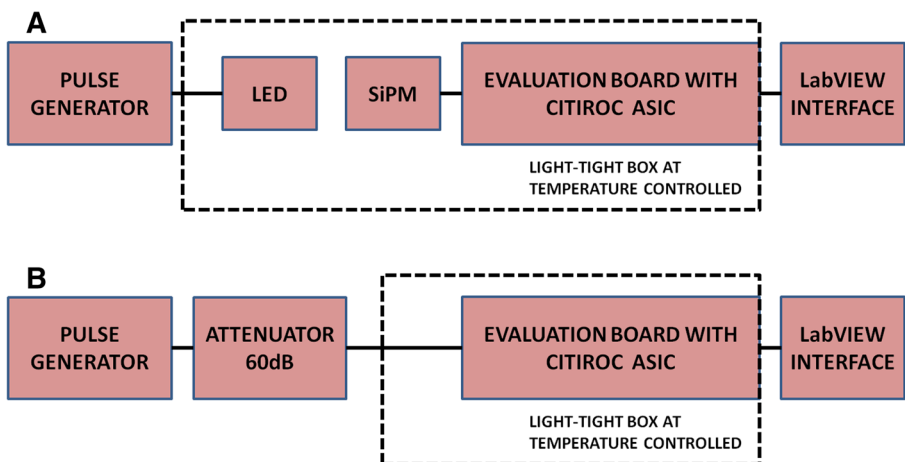 A
PULSE
GENERATOR
LED
SiPM
EVALUATION BOARD WITH
CITIROC ASIC
LabVIEW
INTERFACE
LIGHT-TIGHT BOX AT
TEMPERATURE CONTROLLED
B
PULSE
GENERATOR
ATTENUATOR
60dB
EVALUATION BOARD WITH
CITIROC ASIC
LabVIEW
INTERFACE
LIGHT-TIGHT BOX AT
TEMPERATURE CONTROLLED